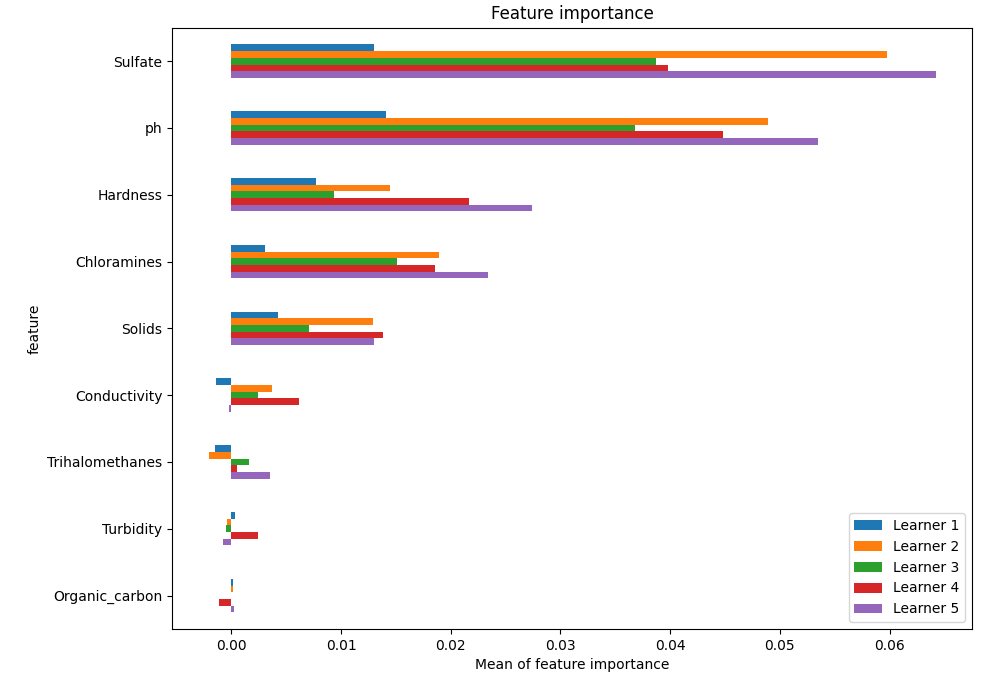 Feature importance
Sulfate
ph
Hardness
Chloramines
Solids
Conductivity
Trihalomethanes
Turbidity
Organic_carbon
feature
Learner 1
Learner 2
Learner 3
Learner 4
Learner 5
0.00 0.01 0.02 0.03 0.04 0.05 0.06
Mean of feature importance